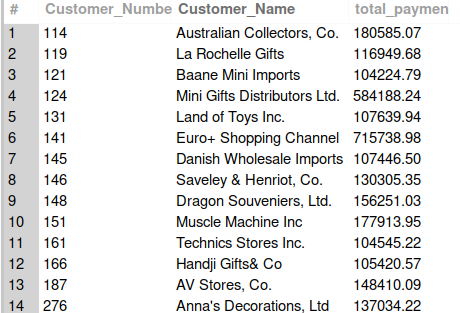 # Customer_Numbe Customer_Name total_paymen
1 114 Australian Collectors, Co. 180585.07
2 119 La Rochelle Gifts 116949.68
3 121 Baane Mini Imports 104224.79
4 124 Mini Gifts Distributors Ltd. 584188.24
5 131 Land of Toys Inc. 107639.94
6 141 Euro+ Shopping Channel 715738.98
7 145 Danish Wholesale Imports 107446.50
8 146 Saveley & Henriot, Co. 130305.35
9 148 Dragon Souveniers, Ltd. 156251.03
10 151 Muscle Machine Inc 177913.95
11 161 Technics Stores Inc. 104545.22
12 166 Handji Gifts& Co 105420.57
13 187 AV Stores, Co. 148410.09
14 276 Anna's Decorations, Ltd 137034.22